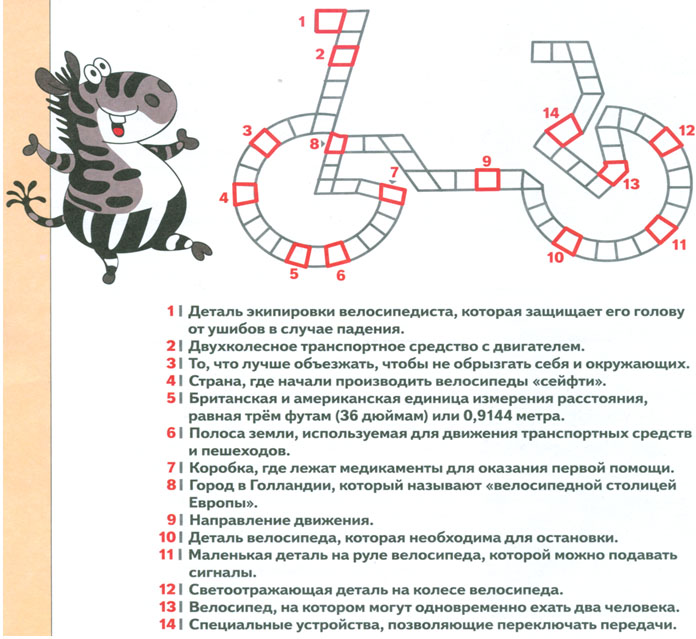 1
2
3
4
5
6
7
8
9
10
11
12
13
14
1 | Деталь экипировки велосипедиста, которая защищает его голову
от ушибов в случае падения.
2 | Двухколесное транспортное средство с двигателем.
3 | То, что лучше объезжать, чтобы не обрызгать себя и окружающих.
4 | Страна, где начали производить велосипеды «сейфти».
5 | Британская и американская единица измерения расстояния,
равная трём футам (36 дюймам) или 0,9144 метра.
6 | Полоса земли, используемая для движения транспортных средств
и пешеходов.
7 | Коробка, где лежат медикаменты для оказания первой помощи.
8 | Город в Голландии, который называют «велосипедной столицей
Европы».
9 | Направление движения.
10 | Деталь велосипеда, которая необходима для остановки.
11 | Маленькая деталь на руле велосипеда, которой можно подавать
сигналы.
12 | Светоотражающая деталь на колесе велосипеда.
13 | Велосипед, на котором могут одновременно ехать два человека.
14 | Специальные устройства, позволяющие переключать передачи.